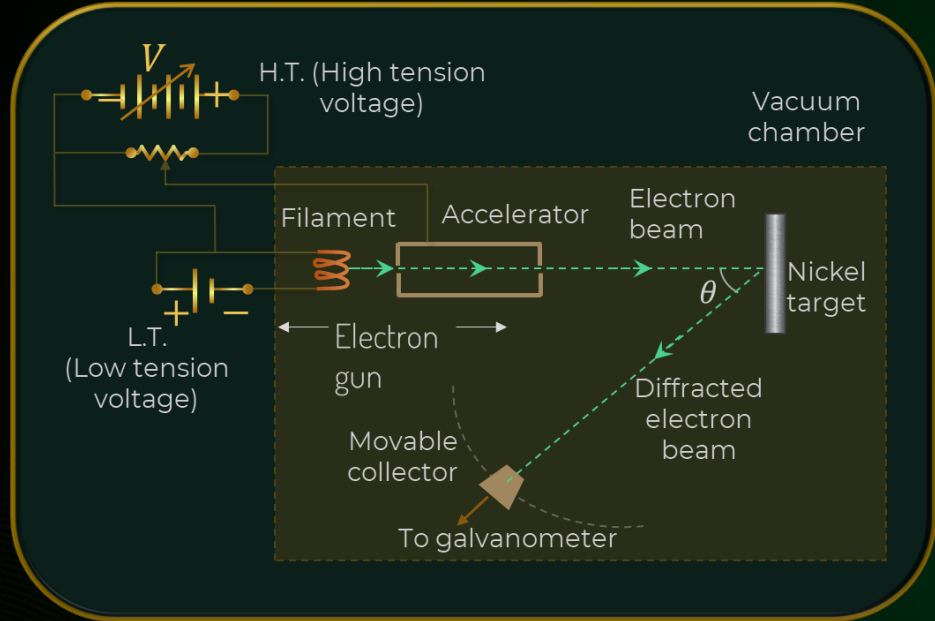 V
H.T. (High tension
voltage)
Vacuum
chamber
Filament
Accelerator
Electron
beam
θ
Nickel
target
+
−
L.T.
(Low tension
voltage)
Electron
gun
Diffracted
electron
beam
Movable
collector
To galvanometer